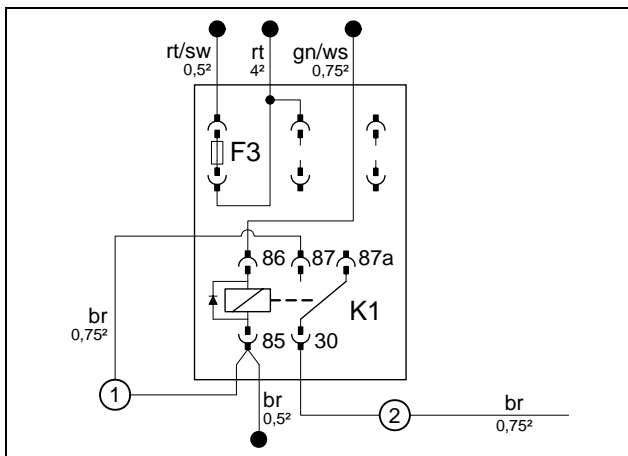 rt/sw
0,5²
rt
4²
gn/ws
0,75²
F3
86
87
87a
K1
85
30
br
0,75²
1
br
0,5²
2
br
0,75²